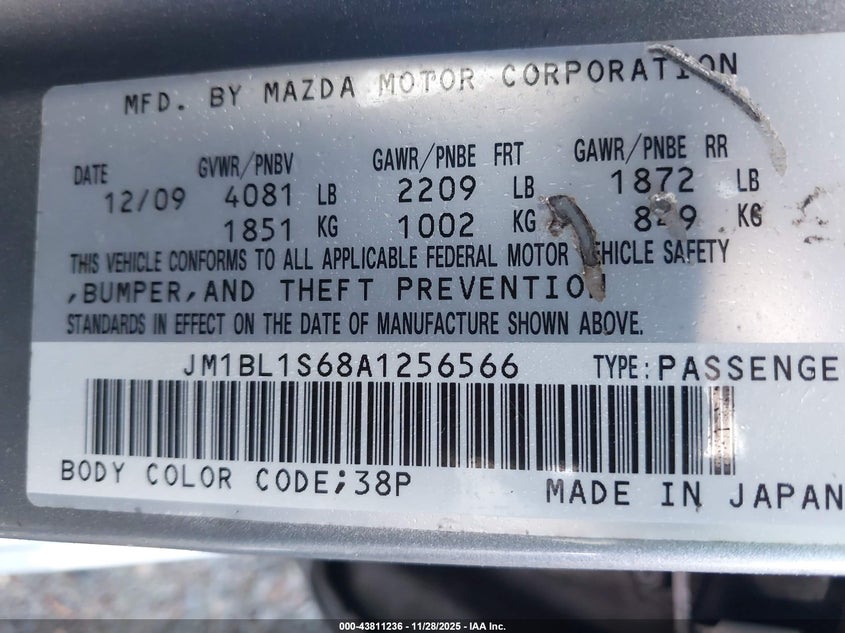 MFD. BY MAZDA MOTOR CORPORATION
DATE GVWR/PNBV GAWR/PNBE FRT GAWR/PNBE RR
12/09 4081 LB 2209 LB 1872 LB
1851 KG 1002 KG KG
THIS VEHICLE CONFORMS TO ALL APPLICABLE FEDERAL MOTOR VEHICLE SAFETY
,BUMPER,AND THEFT PREVENTION
STANDARDS IN EFFECT ON THE DATE OF MANUFACTURE SHOWN ABOVE.
JM1BL1S68A1256566 TYPE:PASSENGE
BODY COLOR CODE;38P MADE IN JAPAN
000-43811236 - 11/28/2025 - IAA Inc.